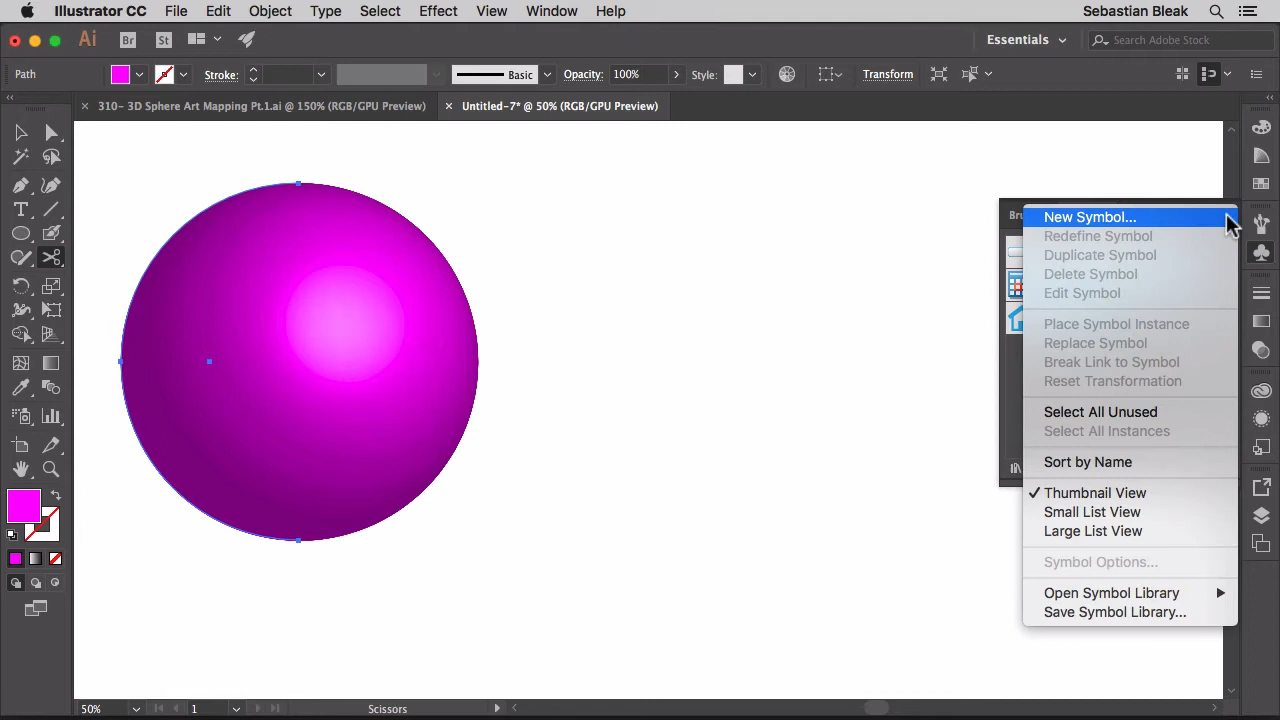 Illustrator CC File Edit Object Type Select Effect View Window Help Sebastian Bleak
Ai Br St Essentials Search Adobe Stock
Path Stroke: Basic Opacity: 100% Style: Transform
× 310- 3D Sphere Art Mapping Pt.1.ai @ 150% (RGB/GPU Preview) × Untitled-7* @ 50% (RGB/GPU Preview)
New Symbol...
Redefine Symbol
Duplicate Symbol
Delete Symbol
Edit Symbol
Place Symbol Instance
Replace Symbol
Break Link to Symbol
Reset Transformation
Select All Unused
Select All Instances
Sort by Name
✓ Thumbnail View
Small List View
Large List View
Symbol Options...
Open Symbol Library
Save Symbol Library...
50% 1 Scissors